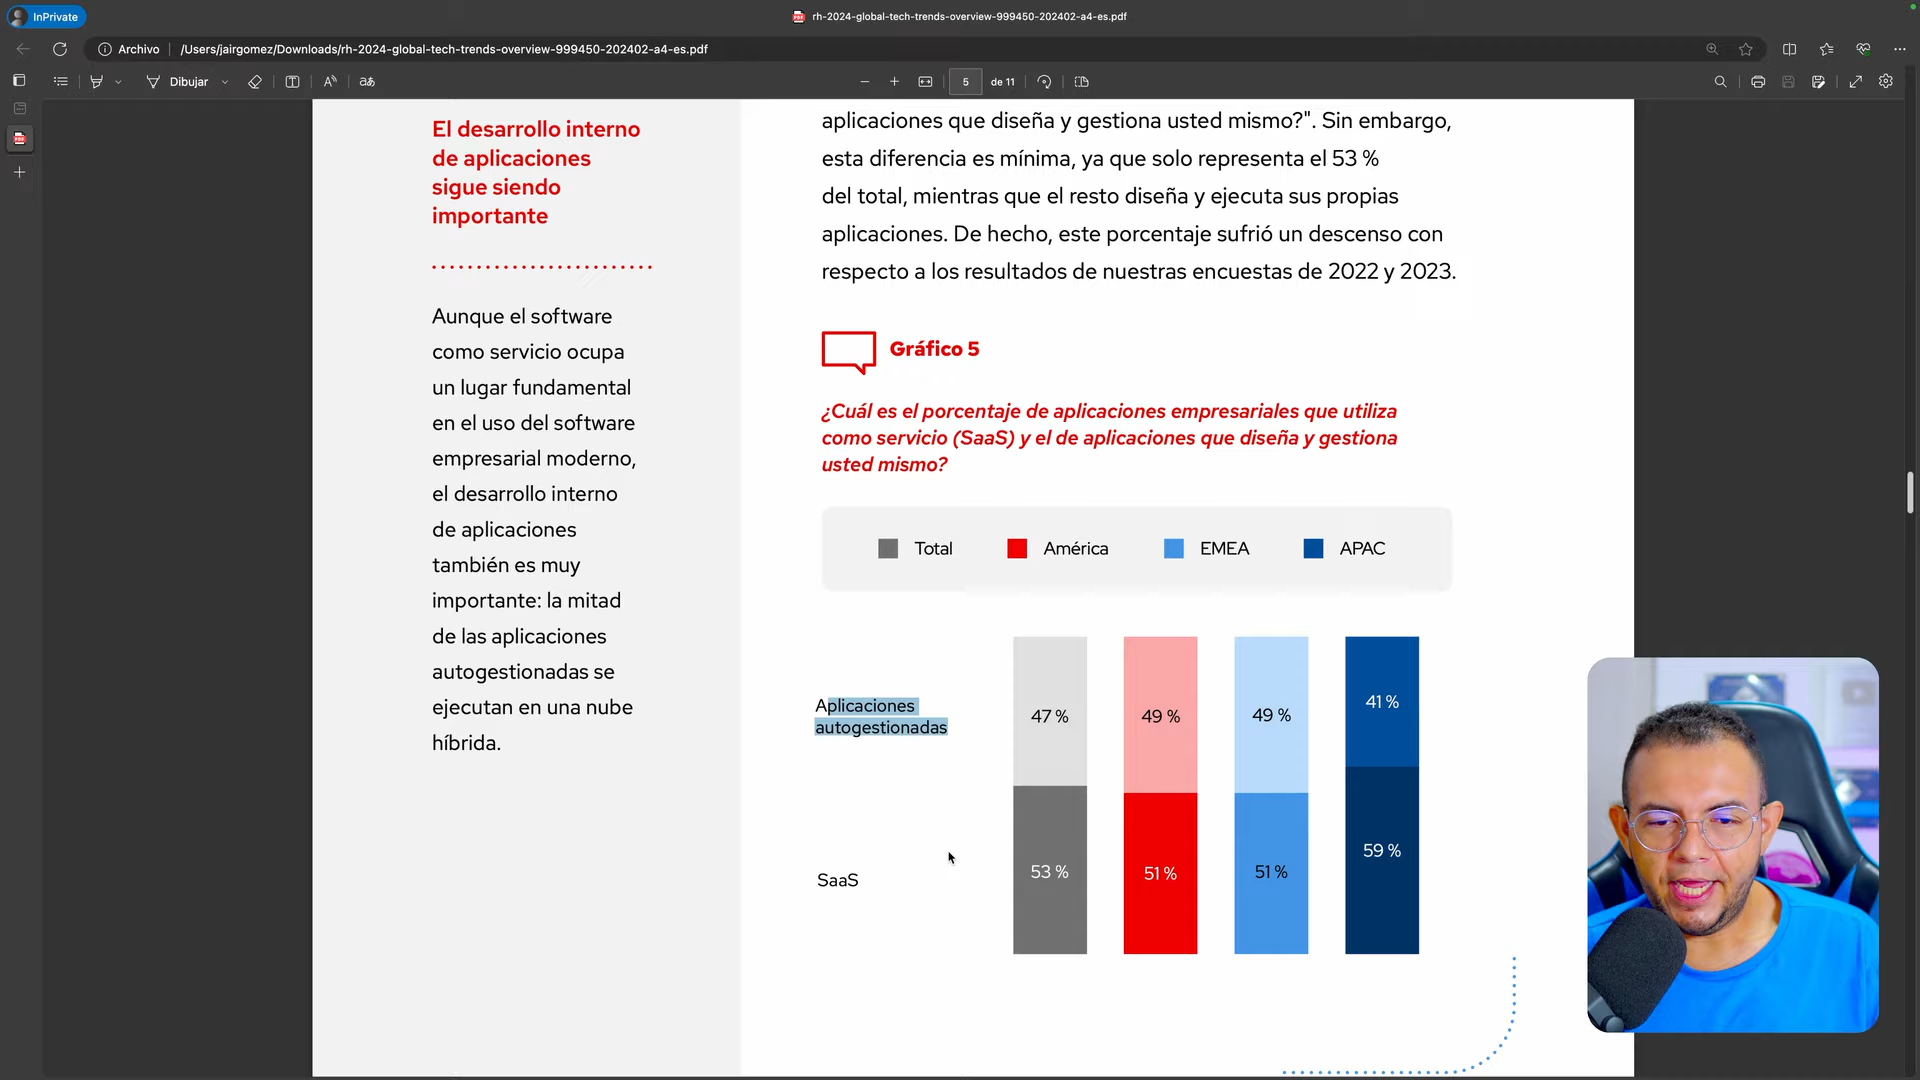 InPrivate
rh-2024-global-tech-trends-overview-999450-202402-a4-es.pdf
Archivo
/Users/jairgomez/Downloads/rh-2024-global-tech-trends-overview-999450-202402-a4-es.pdf
Dibujar
5
de 11
El desarrollo interno
de aplicaciones
sigue siendo
importante
Aunque el software
como servicio ocupa
un lugar fundamental
en el uso del software
empresarial moderno,
el desarrollo interno
de aplicaciones
también es muy
importante: la mitad
de las aplicaciones
autogestionadas se
ejecutan en una nube
híbrida.
aplicaciones que diseña y gestiona usted mismo?". Sin embargo,
esta diferencia es mínima, ya que solo representa el 53 %
del total, mientras que el resto diseña y ejecuta sus propias
aplicaciones. De hecho, este porcentaje sufrió un descenso con
respecto a los resultados de nuestras encuestas de 2022 y 2023.
Gráfico 5
¿Cuál es el porcentaje de aplicaciones empresariales que utiliza
como servicio (SaaS) y el de aplicaciones que diseña y gestiona
usted mismo?
Total
América
EMEA
APAC
Aplicaciones
autogestionadas
47 %
49 %
49 %
41 %
SaaS
53 %
51 %
51 %
59 %